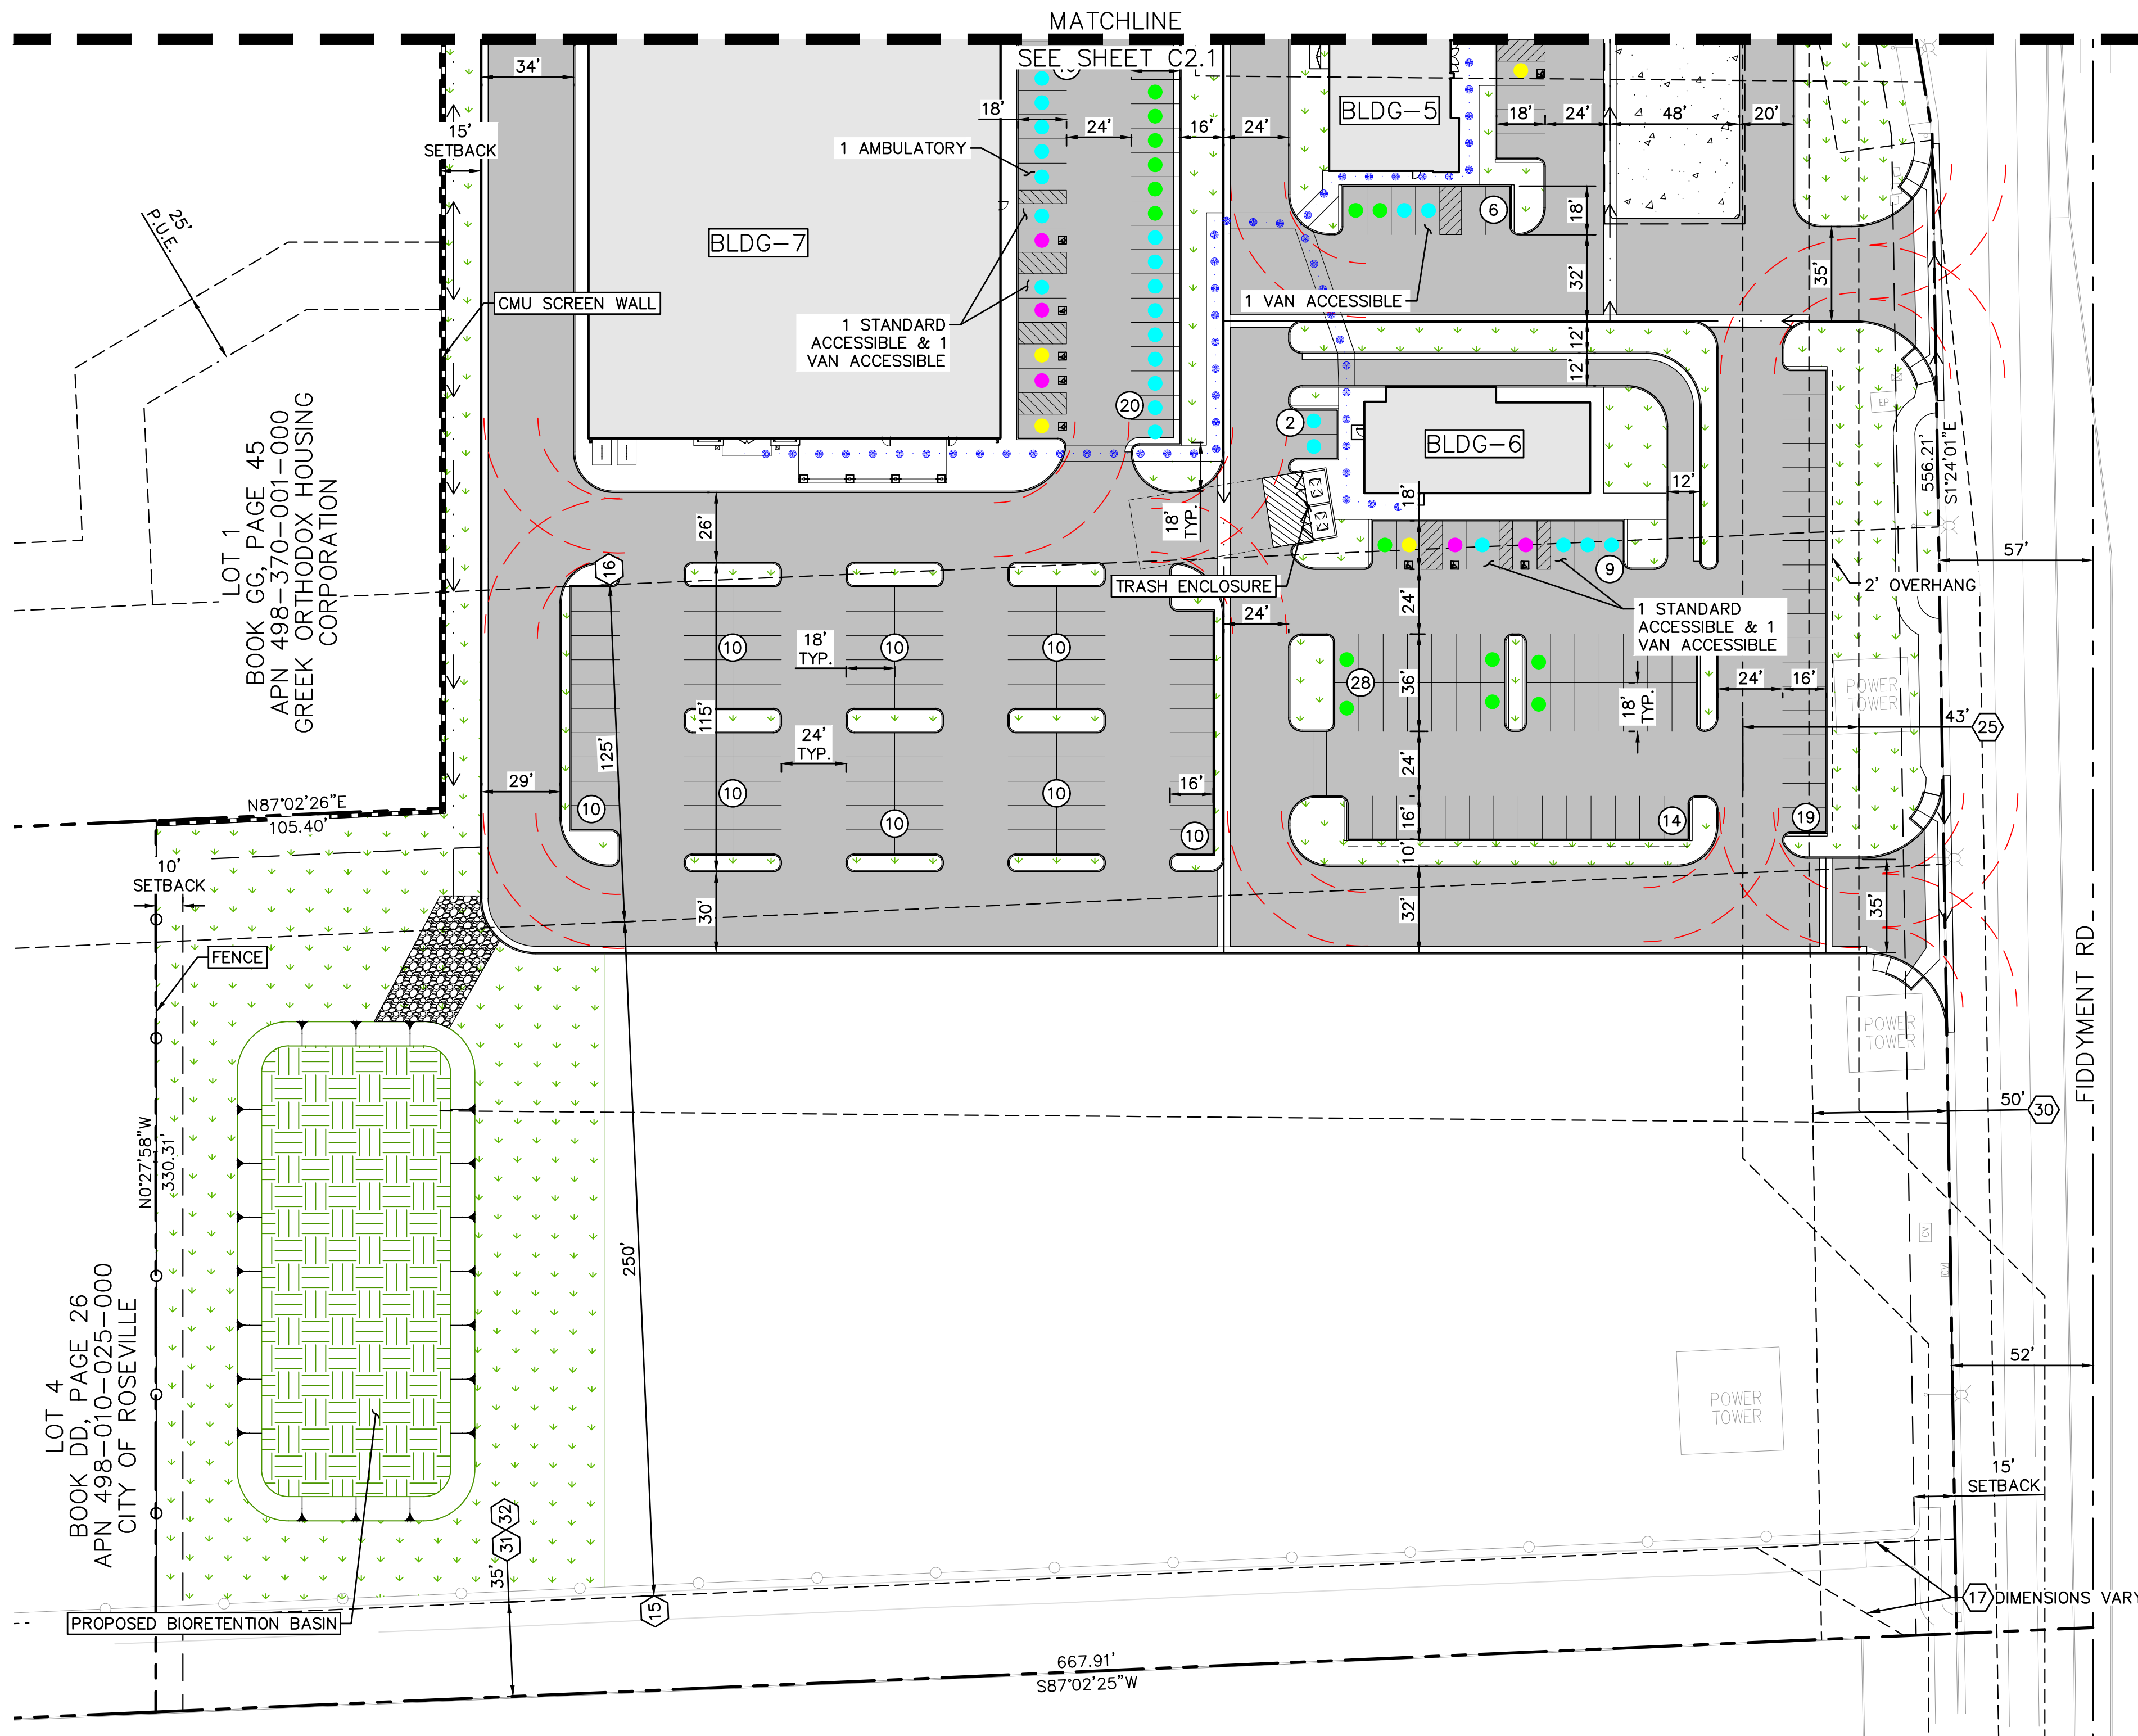 MATCHLINE
SEE SHEET C2.1
34'
15'
SETBACK
18'
24'
16'
24'
1 AMBULATORY
BLDG-7
BLDG-5
18'
24'
48'
20'
6
18'
32'
35'
1 VAN ACCESSIBLE
25'
P.U.E.
CMU SCREEN WALL
1 STANDARD
ACCESSIBLE & 1
VAN ACCESSIBLE
12'
12'
20
2
BLDG-6
EP
LOT 1
BOOK GG, PAGE 45
APN 498-370-001-000
GREEK ORTHODOX HOUSING
CORPORATION
556.21'
S1°24'01"E
18'
12'
26'
18'
TYP.
16
9
57'
TRASH ENCLOSURE
24'
24'
2' OVERHANG
1 STANDARD
ACCESSIBLE & 1
VAN ACCESSIBLE
10
18'
TYP.
10
10
28
36'
18'
TYP.
24'
16'
POWER
TOWER
43'
25
115'
125'
24'
TYP.
29'
10
10
10
10
16'
10
24'
16'
10'
14
19
N87°02'26"E
105.40'
10'
SETBACK
30'
32'
35'
FENCE
POWER
TOWER
FIDDYMENT RD
50'
30
N0°27'58"W
330.31'
CV
CV
250'
LOT 4
BOOK DD, PAGE 26
APN 498-010-025-000
CITY OF ROSEVILLE
52'
POWER
TOWER
15'
SETBACK
32
31
35'
15
17
DIMENSIONS VARY
PROPOSED BIORETENTION BASIN
667.91'
S87°02'25"W